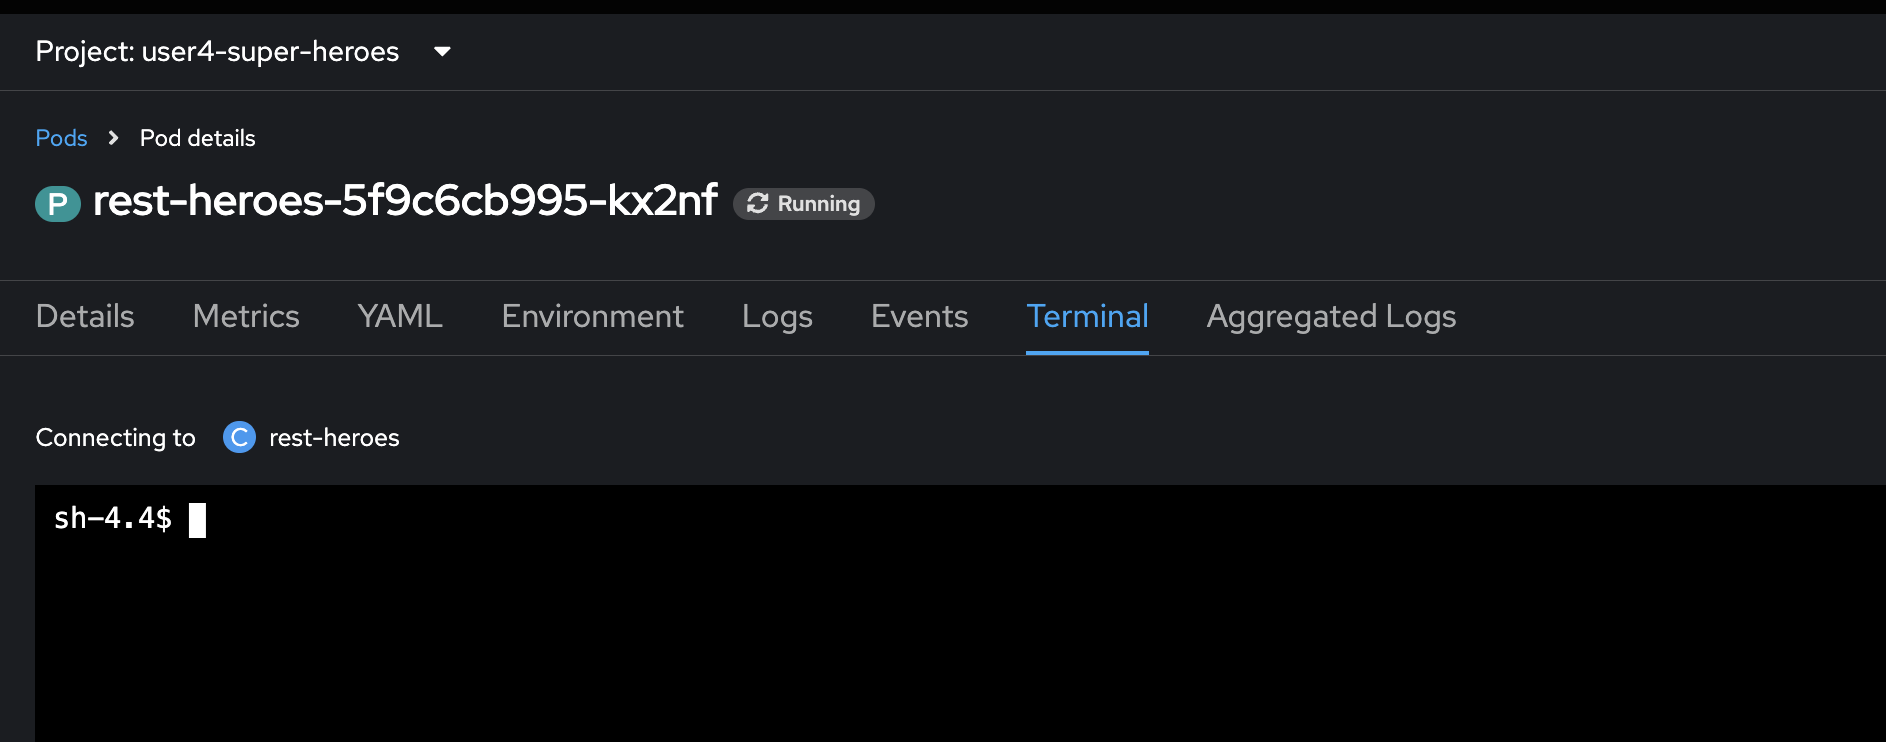 Project: user4-super-heroes
Pods > Pod details
P rest-heroes-5f9c6cb995-kx2nf Running
Details Metrics YAML Environment Logs Events Terminal Aggregated Logs
Connecting to C rest-heroes
sh-4.4$